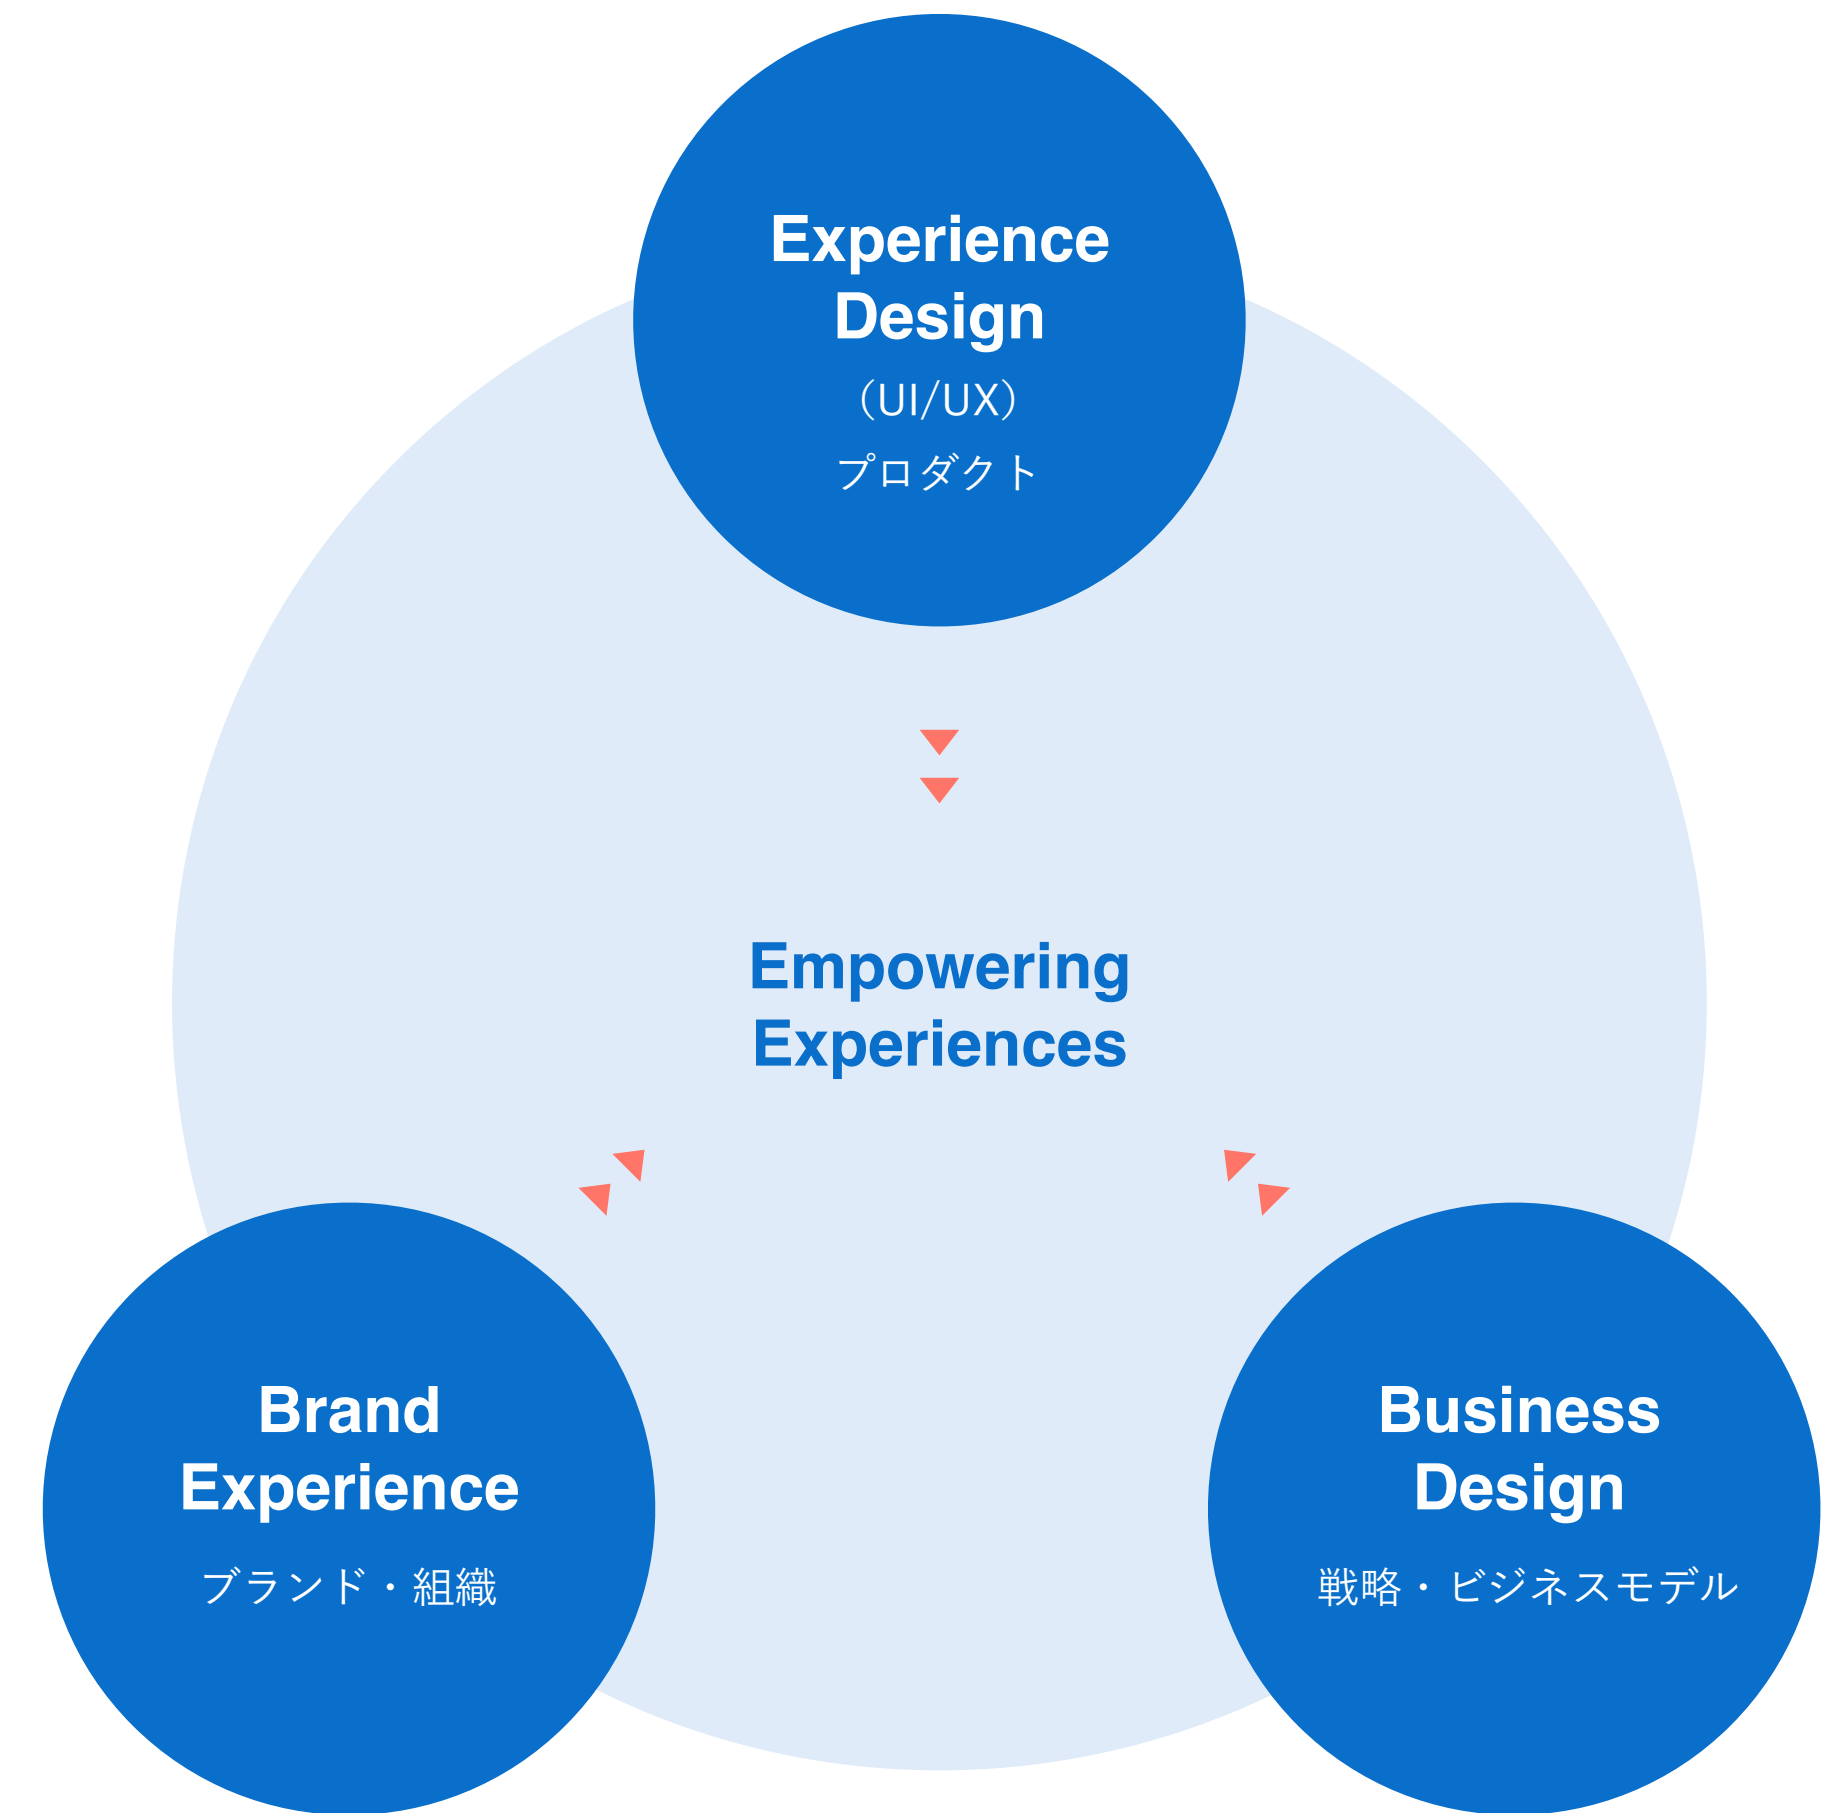 Experience
Design
（UI/UX）
プロダクト
Empowering
Experiences
Brand
Experience
ブランド・組織
Business
Design
戦略・ビジネスモデル